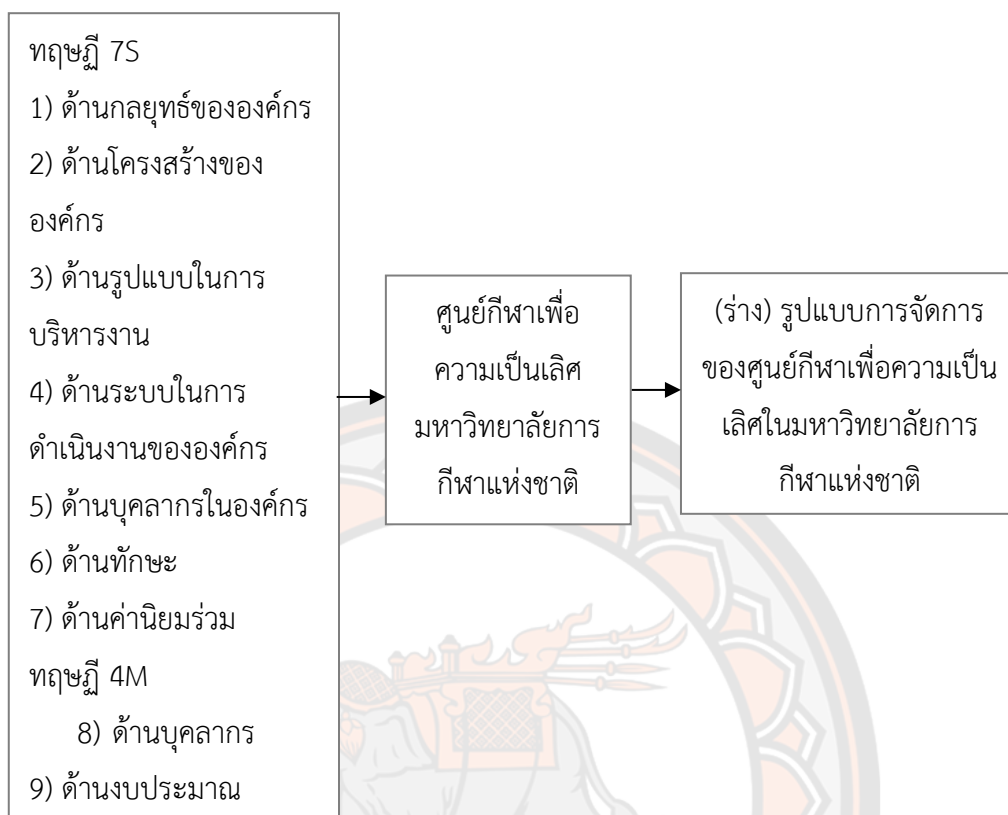 ทฤษฎี 7S
1) ด้านกลยุทธ์ขององค์กร
2) ด้านโครงสร้างของ
องค์กร
3) ด้านรูปแบบในการ
บริหารงาน
4) ด้านระบบในการ
ดำเนินงานขององค์กร
5) ด้านบุคลากรในองค์กร
6) ด้านทักษะ
7) ด้านค่านิยมร่วม
ทฤษฎี 4M
8) ด้านบุคลากร
9) ด้านงบประมาณ
ศูนย์กีฬาเพื่อ
ความเป็นเลิศ
มหาวิทยาลัยการ
กีฬาแห่งชาติ
(ร่าง) รูปแบบการจัดการ
ของศูนย์กีฬาเพื่อความเป็น
เลิศในมหาวิทยาลัยการ
กีฬาแห่งชาติ